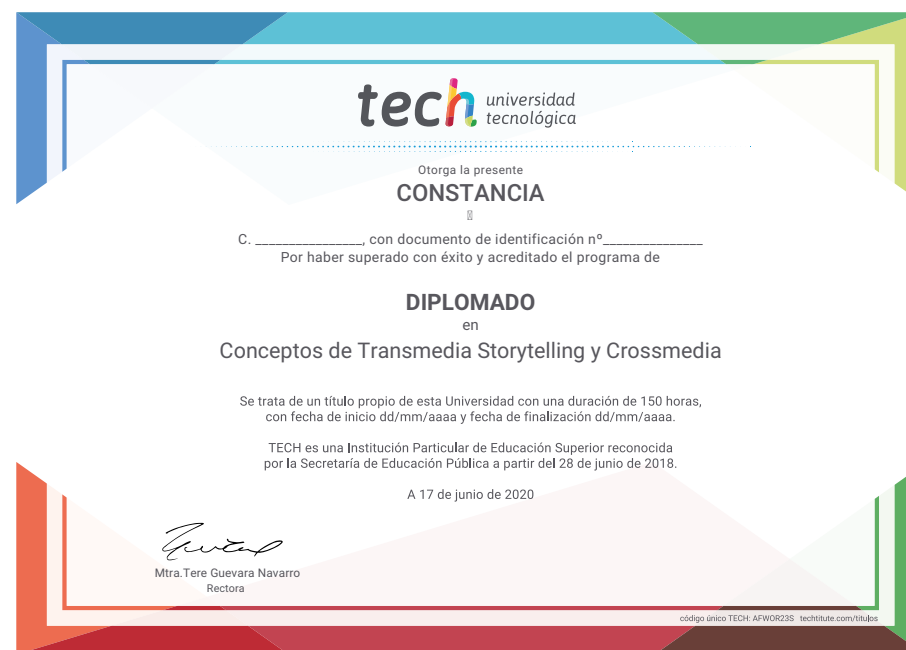 tech universidad
tecnológica
Otorga la presente
CONSTANCIA
C. ________________, con documento de identificación nº_______________
Por haber superado con éxito y acreditado el programa de
DIPLOMADO
en
Conceptos de Transmedia Storytelling y Crossmedia
Se trata de un título propio de esta Universidad con una duración de 150 horas,
con fecha de inicio dd/mm/aaaa y fecha de finalización dd/mm/aaaa.
TECH es una Institución Particular de Educación Superior reconocida
por la Secretaría de Educación Pública a partir del 28 de junio de 2018.
A 17 de junio de 2020
Mtra.Tere Guevara Navarro
Rectora
código único TECH: AFWOR23S techtitute.com/titulos